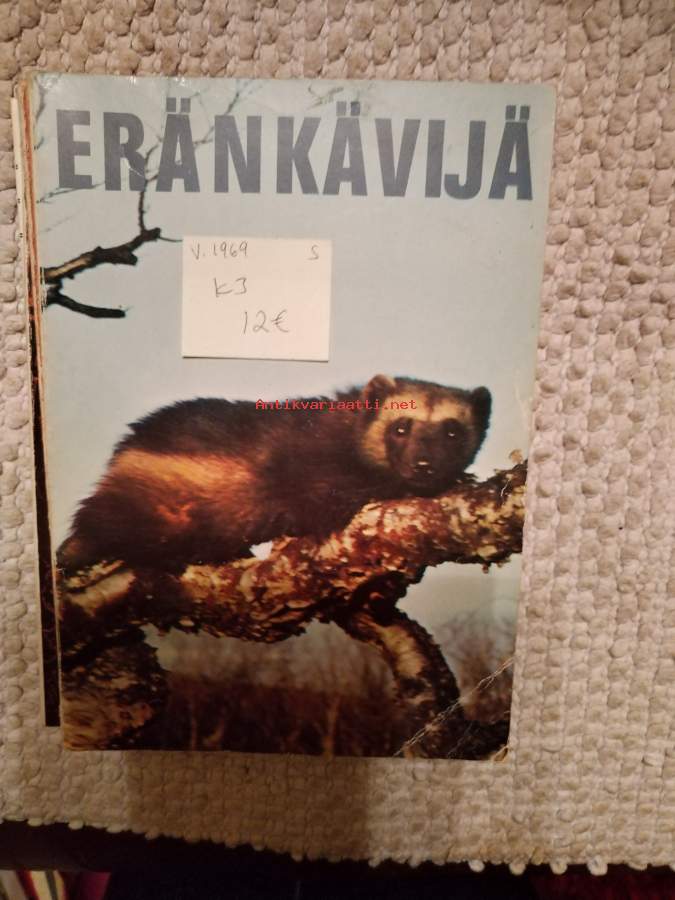 ERÄNKÄVIJÄ
V. 1969 S
K3
12€
Antikvariaatti.net